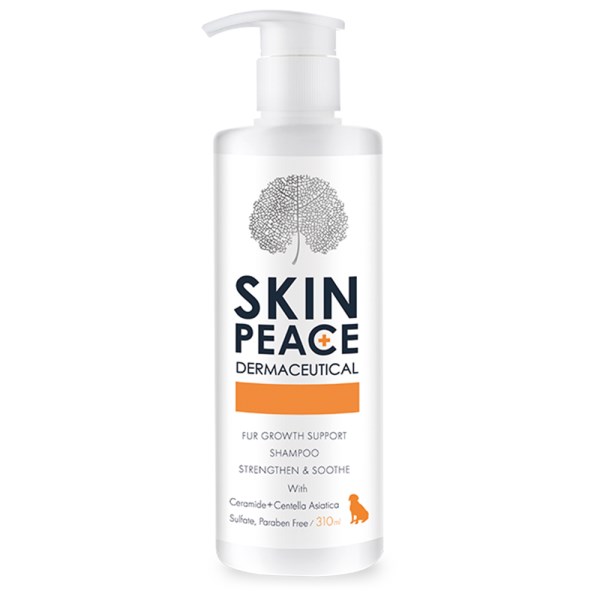 SKIN
PEACE
DERMACEUTICAL
FUR GROWTH SUPPORT
SHAMPOO
STRENGTHEN & SOOTHE
With
Ceramide+Centella Asiatica
Sulfate, Paraben Free / 310ml